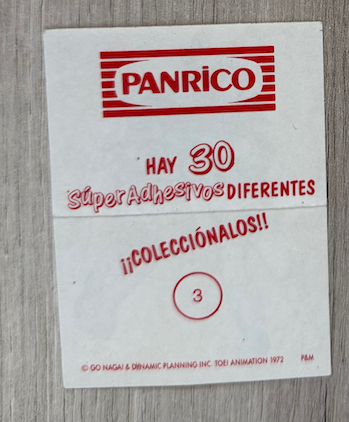 PANRICO
HAY 30
SúperAdhesivos DIFERENTES
¡¡COLECCIÓNALOS!!
3
© GO NAGAI & DYNAMIC PLANNING INC TOEI ANIMATION 1972 P&M